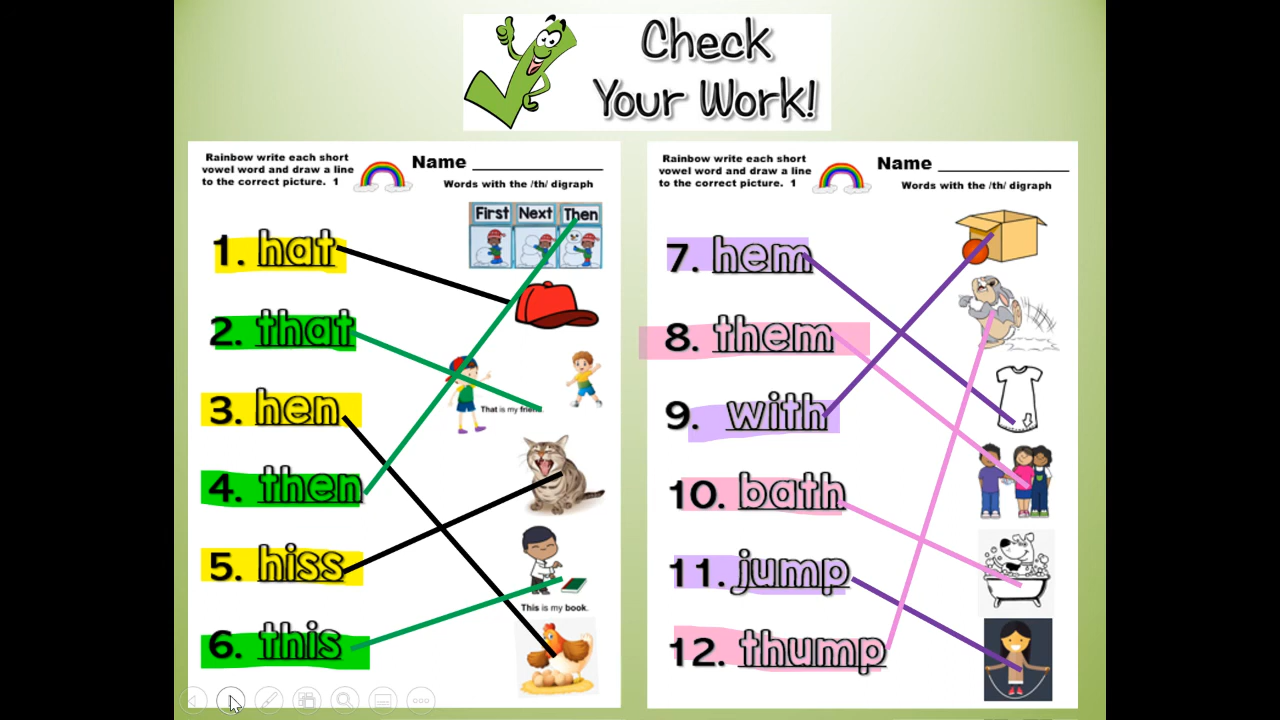 Check
Your Work!
Rainbow write each short
vowel word and draw a line
to the correct picture. 1
Name
Words with the /th/ digraph
First Next Then
1. hat
2. that
That is my friend.
3. hen
4. then
5. hiss
This is my book.
6. this
Rainbow write each short
vowel word and draw a line
to the correct picture. 1
Name
Words with the /th/ digraph
7. hem
8. them
9. with
10. bath
11. jump
12. thump